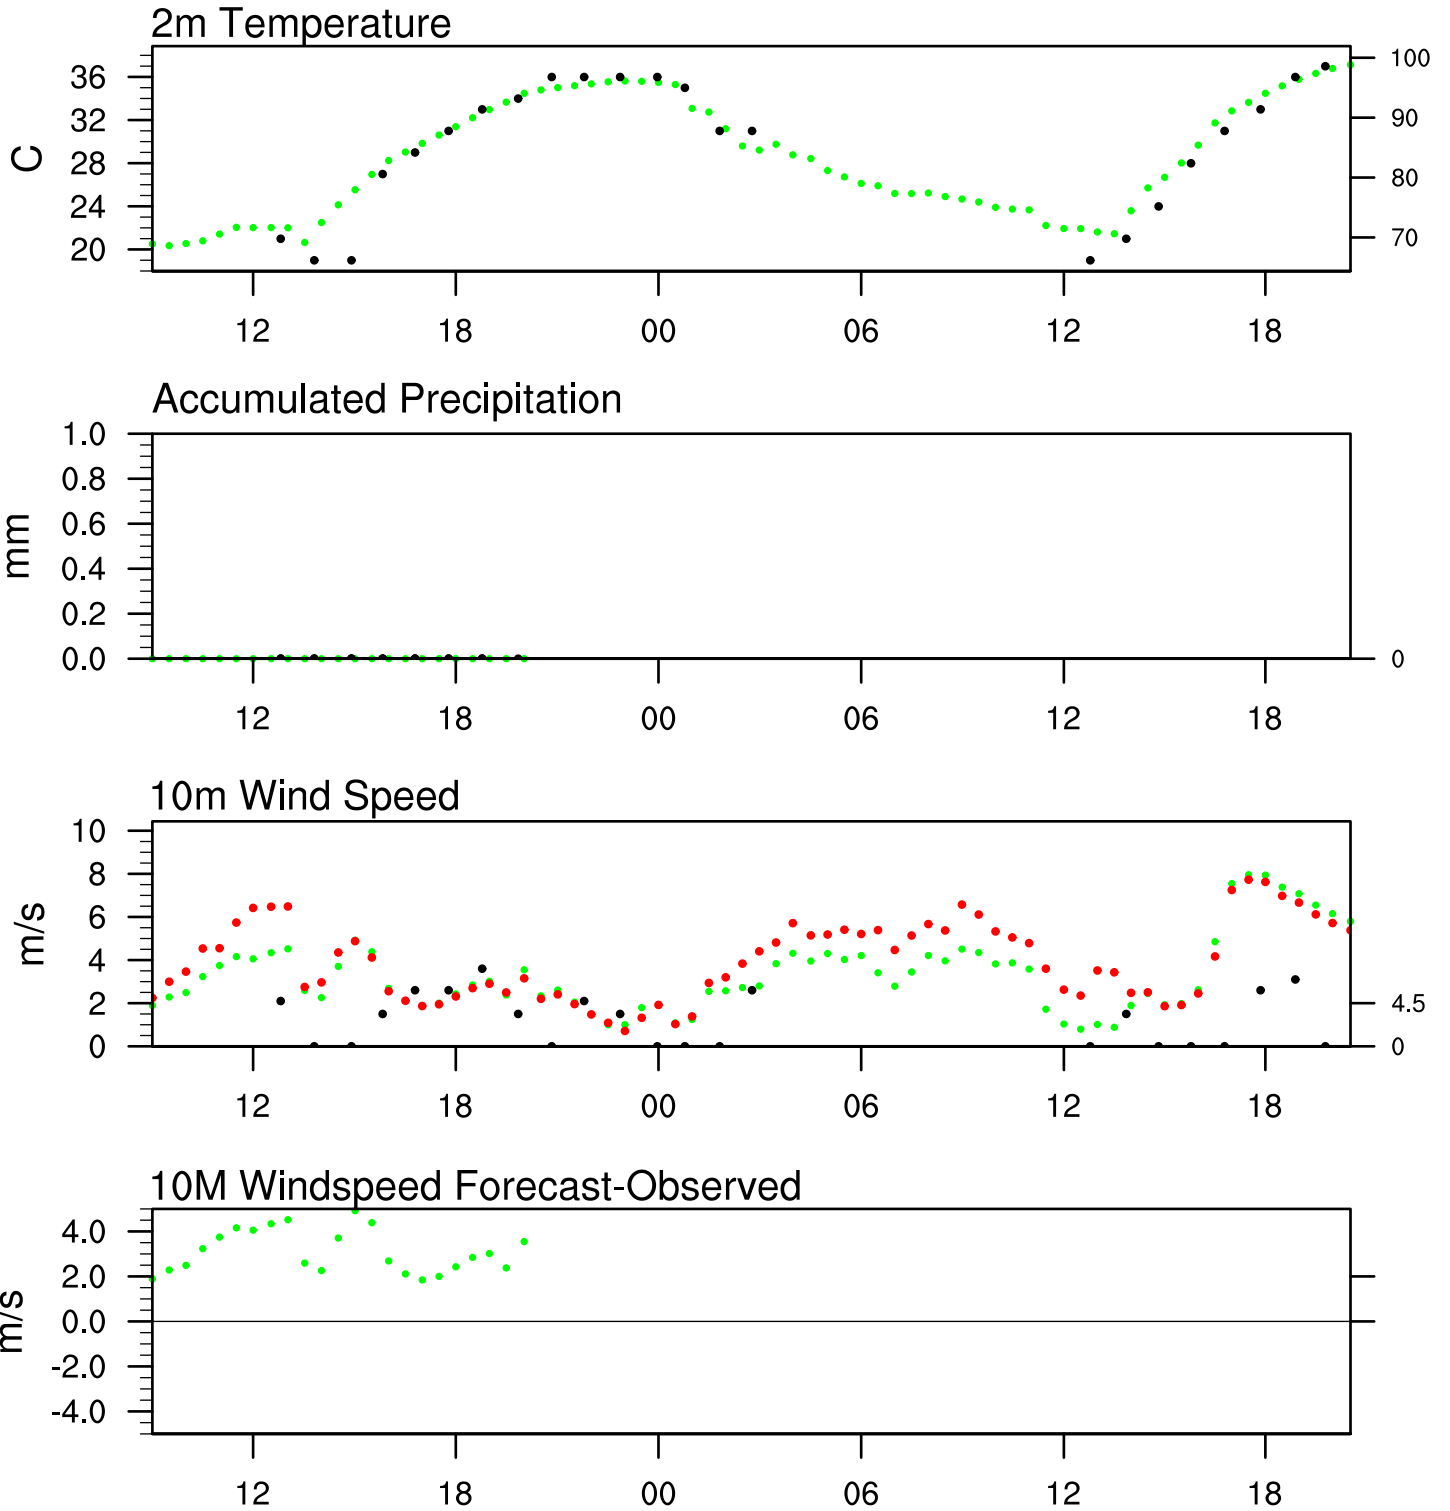 2m Temperature
36
32
28
24
20
C
100
90
80
70
12 18 00 06 12 18
Accumulated Precipitation
1.0
0.8
0.6
0.4
0.2
0.0
mm
0
12 18 00 06 12 18
10m Wind Speed
10
8
6
4
2
0
m/s
4.5
0
12 18 00 06 12 18
10M Windspeed Forecast-Observed
4.0
2.0
0.0
-2.0
-4.0
m/s
12 18 00 06 12 18